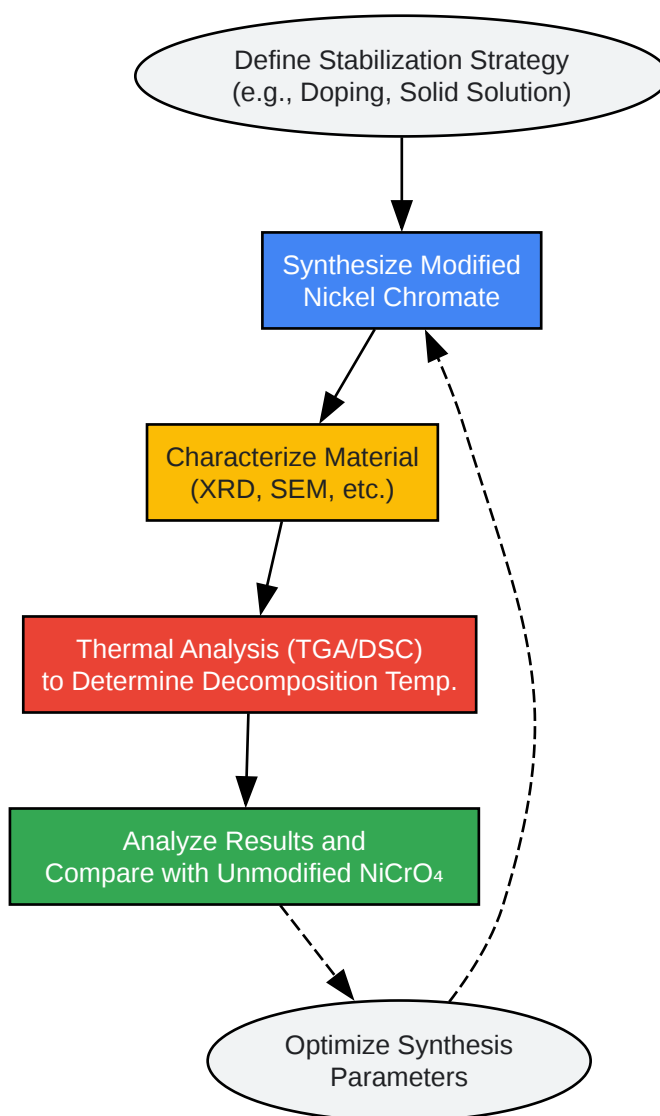 Define Stabilization Strategy
(e.g., Doping, Solid Solution)
Synthesize Modified
Nickel Chromate
Characterize Material
(XRD, SEM, etc.)
Thermal Analysis (TGA/DSC)
to Determine Decomposition Temp.
Analyze Results and
Compare with Unmodified NiCrO₄
Optimize Synthesis
Parameters